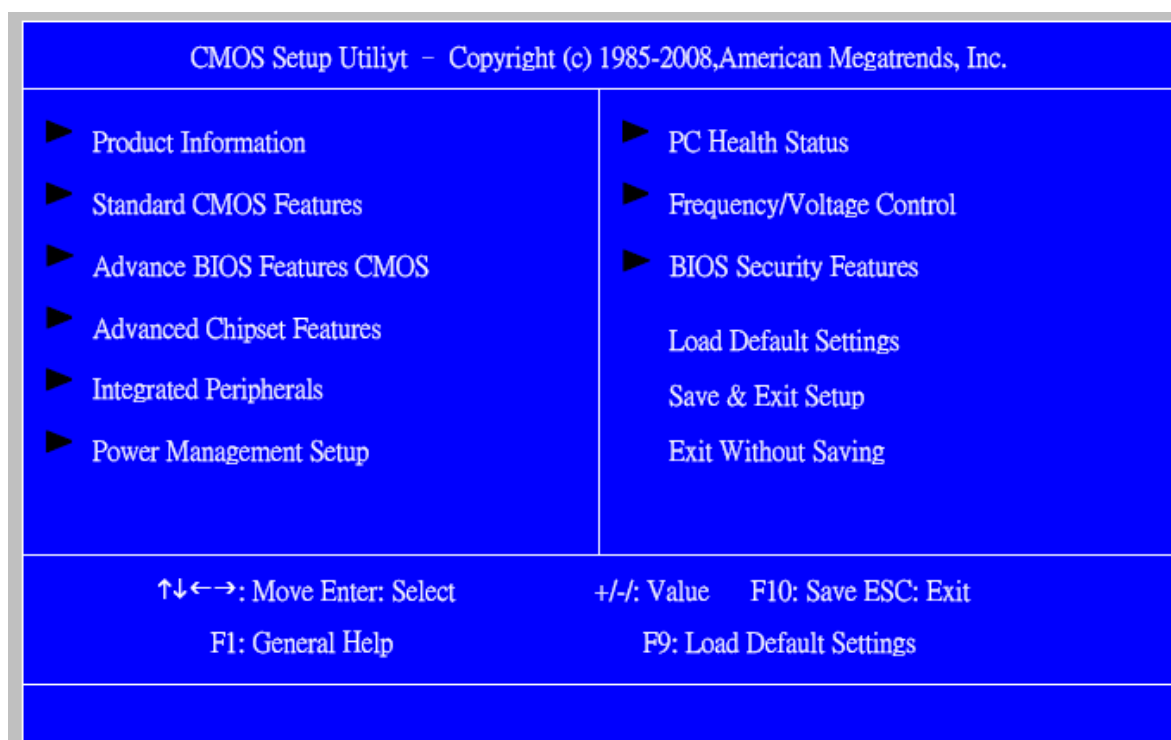 CMOS Setup Utiliyt – Copyright (c) 1985-2008,American Megatrends, Inc.
Product Information
Standard CMOS Features
Advance BIOS Features CMOS
Advanced Chipset Features
Integrated Peripherals
Power Management Setup
PC Health Status
Frequency/Voltage Control
BIOS Security Features
Load Default Settings
Save & Exit Setup
Exit Without Saving
↑↓←→: Move Enter: Select +/-/: Value F10: Save ESC: Exit
F1: General Help F9: Load Default Settings